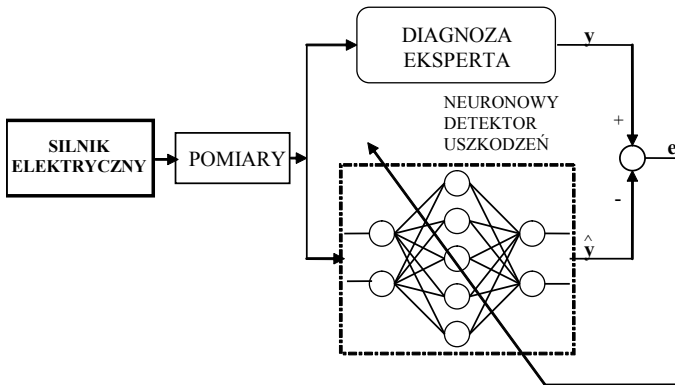 DIAGNOZA
EKSPERTA
y
NEURONOWY
DETEKTOR
USZKODZEŃ
+
SILNIK
ELEKTRYCZNY
POMIARY
e
-
ŷ